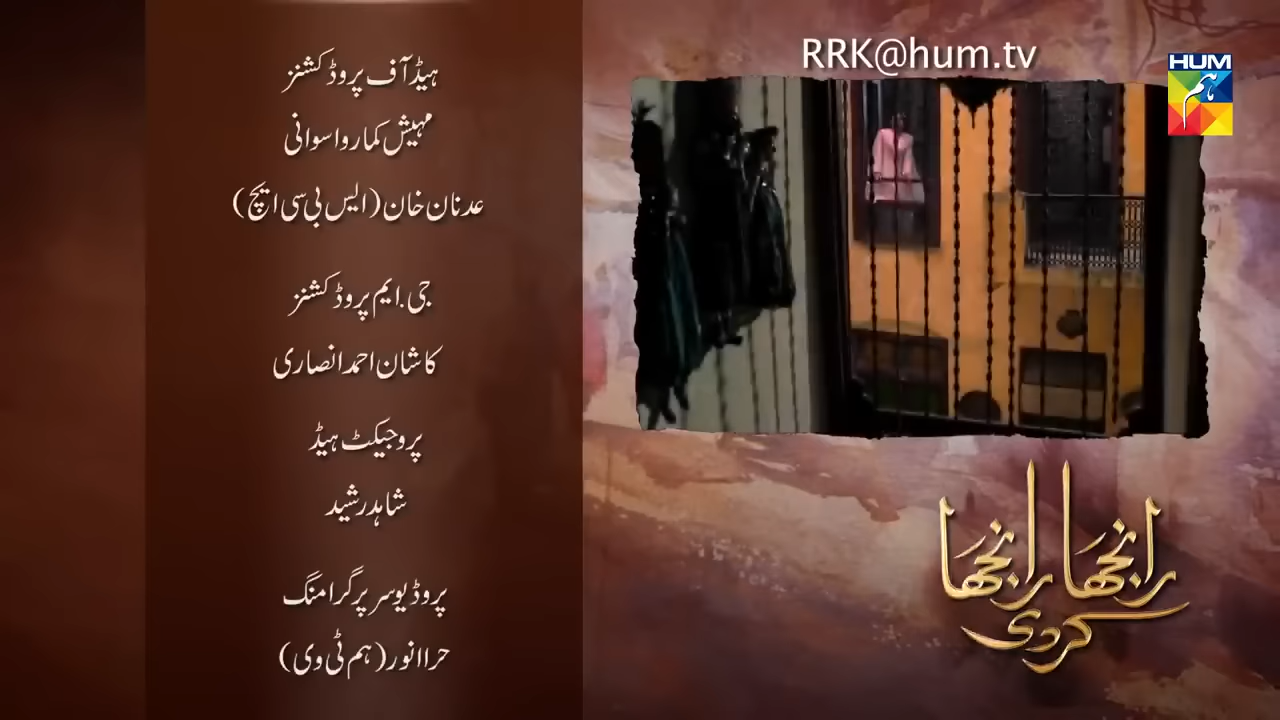 ہیڈ آف پروڈکشنز
مہیش کمار واسوانی
عدنان خان (ایس بی سی ایچ)
جی.ایم پروڈکشنز
کاشان احمد انصاری
پروجیکٹ ہیڈ
شاہد رشید
پروڈیوسر پرگرامنگ
حرا انور (ہم ٹی وی)
RRK@hum.tv
HUM
ہم
رانجھا رانجھا
کردی